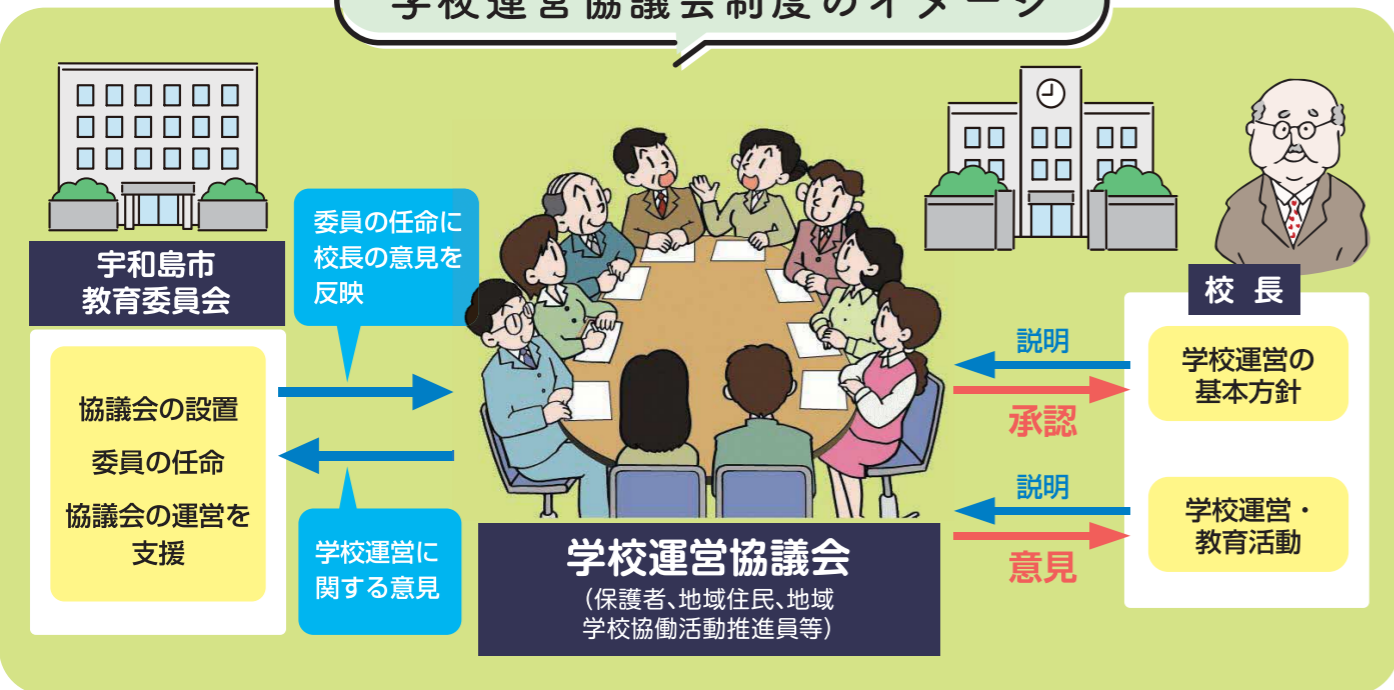 学校運営協議会制度のイメージ
宇和島市
教育委員会
協議会の設置
委員の任命
協議会の運営を
支援
委員の任命に
校長の意見を
反映
学校運営に
関する意見
学校運営協議会
(保護者、地域住民、地域
学校協働活動推進員等)
説明
承認
説明
意見
校長
学校運営の
基本方針
学校運営・
教育活動